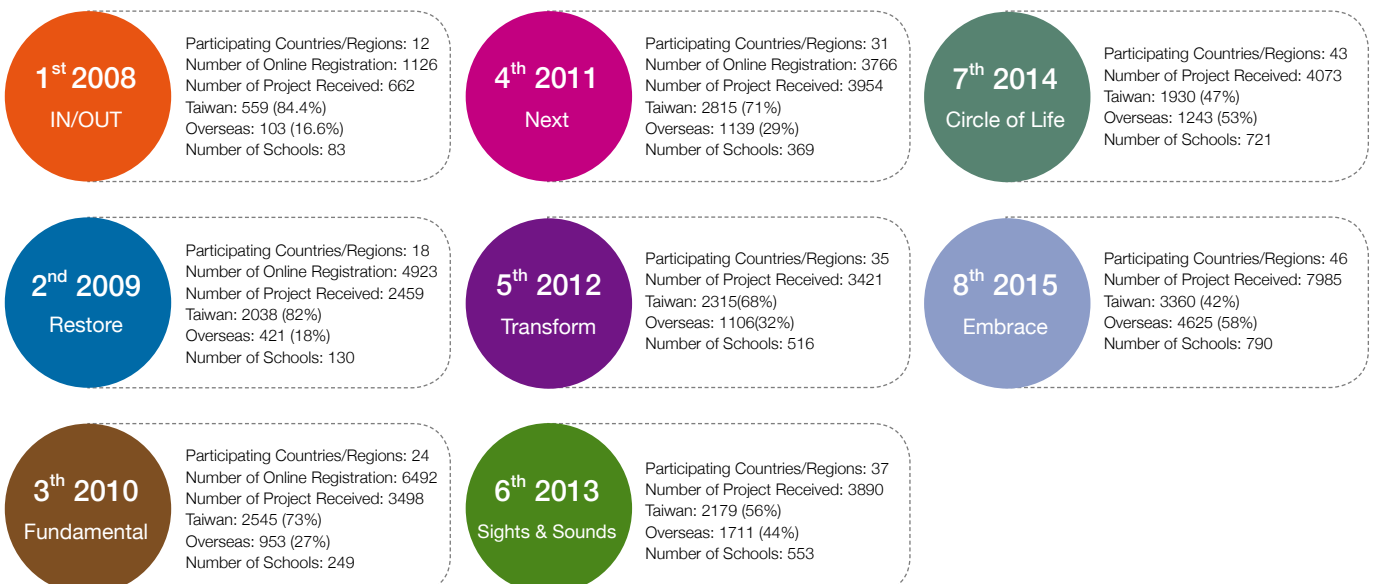 1st 2008
IN/OUT
Participating Countries/Regions: 12
Number of Online Registration: 1126
Number of Project Received: 662
Taiwan: 559 (84.4%)
Overseas: 103 (16.6%)
Number of Schools: 83
2nd 2009
Restore
Participating Countries/Regions: 18
Number of Online Registration: 4923
Number of Project Received: 2459
Taiwan: 2038 (82%)
Overseas: 421 (18%)
Number of Schools: 130
3th 2010
Fundamental
Participating Countries/Regions: 24
Number of Online Registration: 6492
Number of Project Received: 3498
Taiwan: 2545 (73%)
Overseas: 953 (27%)
Number of Schools: 249
4th 2011
Next
Participating Countries/Regions: 31
Number of Online Registration: 3766
Number of Project Received: 3954
Taiwan: 2815 (71%)
Overseas: 1139 (29%)
Number of Schools: 369
5th 2012
Transform
Participating Countries/Regions: 35
Number of Project Received: 3421
Taiwan: 2315(68%)
Overseas: 1106(32%)
Number of Schools: 516
6th 2013
Sights & Sounds
Participating Countries/Regions: 37
Number of Project Received: 3890
Taiwan: 2179 (56%)
Overseas: 1711 (44%)
Number of Schools: 553
7th 2014
Circle of Life
Participating Countries/Regions: 43
Number of Project Received: 4073
Taiwan: 1930 (47%)
Overseas: 1243 (53%)
Number of Schools: 721
8th 2015
Embrace
Participating Countries/Regions: 46
Number of Project Received: 7985
Taiwan: 3360 (42%)
Overseas: 4625 (58%)
Number of Schools: 790